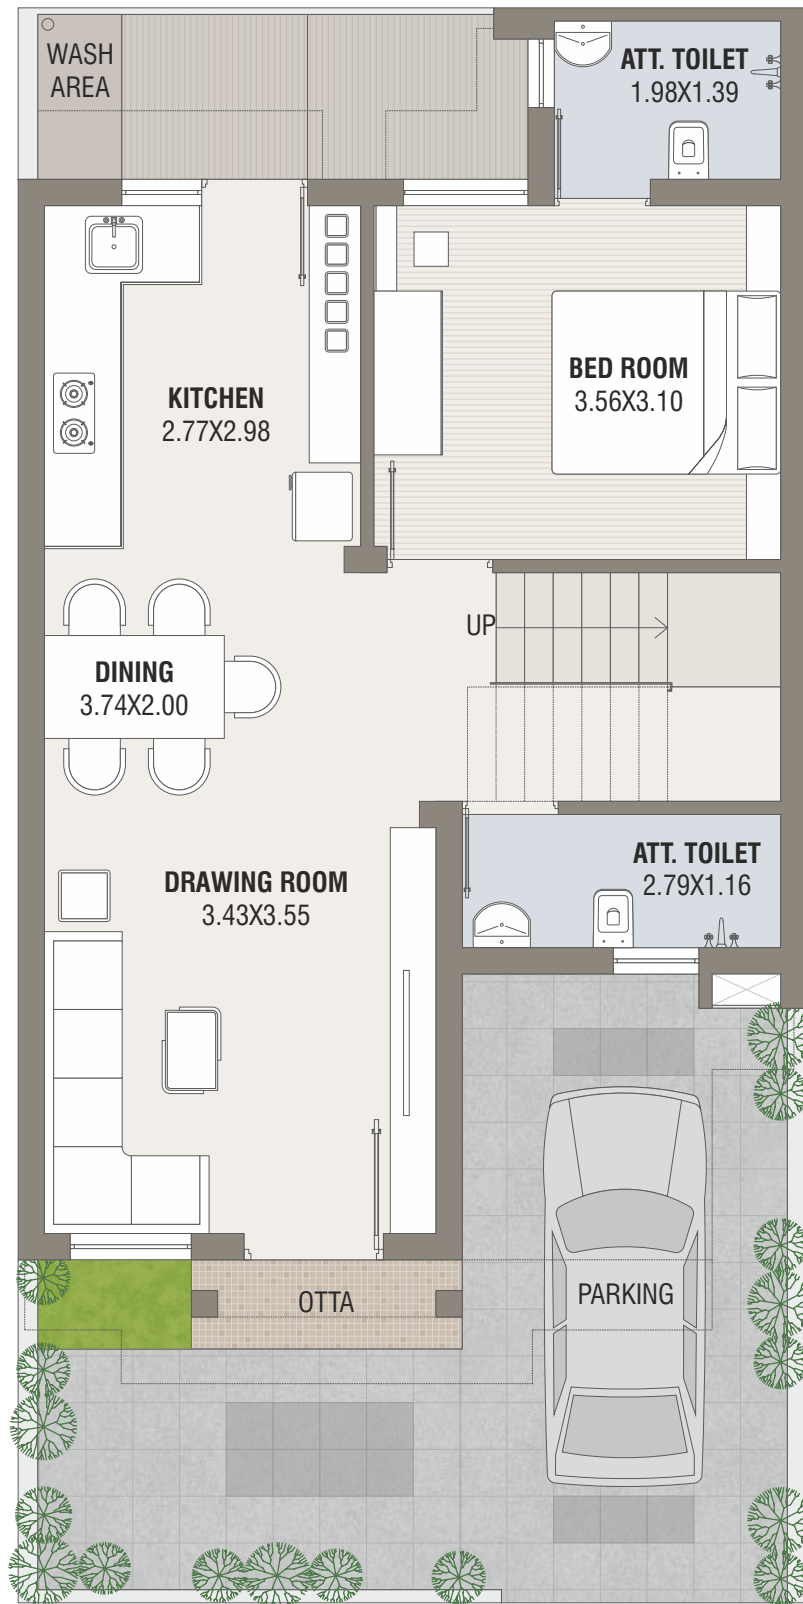 WASH
AREA
ATT. TOILET
1.98X1.39
KITCHEN
2.77X2.98
BED ROOM
3.56X3.10
UP
DINING
3.74X2.00
DRAWING ROOM
3.43X3.55
ATT. TOILET
2.79X1.16
OTTA
PARKING